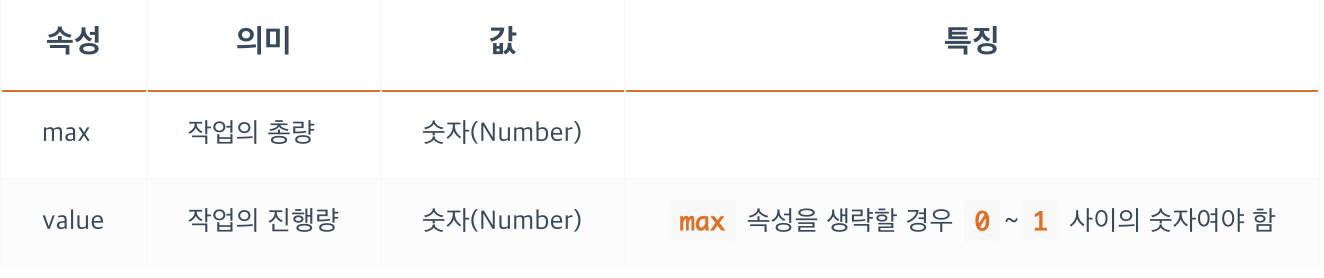 속성 의미 값 특징
max 작업의 총량 숫자(Number)
value 작업의 진행량 숫자(Number) max 속성을 생략할 경우 0 ~ 1 사이의 숫자여야 함